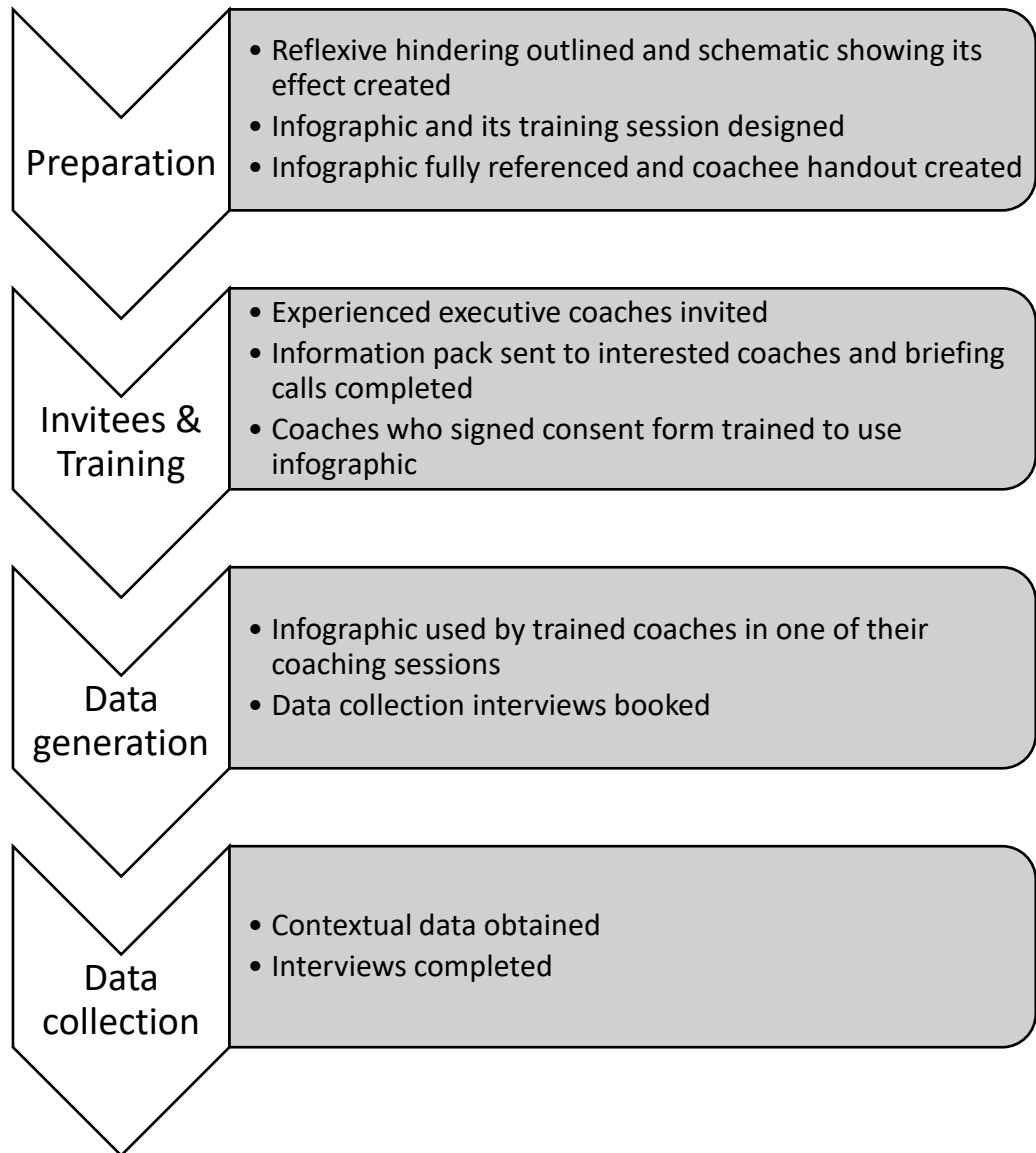 Preparation
• Reflexive hindering outlined and schematic showing its
effect created
• Infographic and its training session designed
• Infographic fully referenced and coachee handout created
Invitees &
Training
• Experienced executive coaches invited
• Information pack sent to interested coaches and briefing
calls completed
• Coaches who signed consent form trained to use
infographic
Data
generation
• Infographic used by trained coaches in one of their
coaching sessions
• Data collection interviews booked
Data
collection
• Contextual data obtained
• Interviews completed